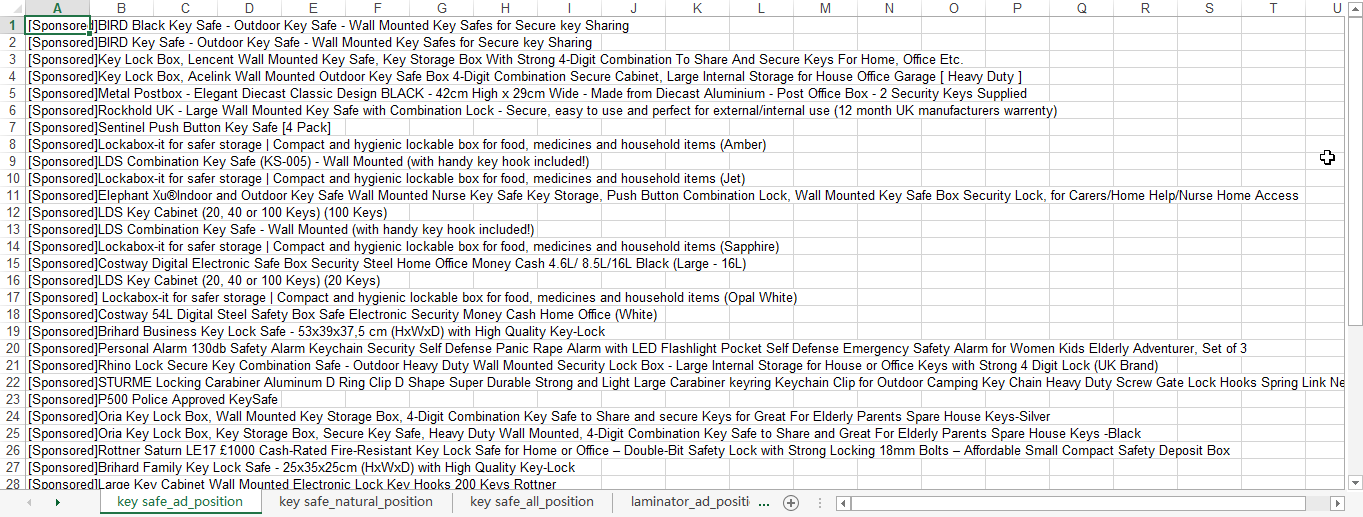 A B C D E F G H I J K L M N O P Q R S T U
1 [Sponsored]BIRD Black Key Safe - Outdoor Key Safe - Wall Mounted Key Safes for Secure key Sharing
2 [Sponsored]BIRD Key Safe - Outdoor Key Safe - Wall Mounted Key Safes for Secure key Sharing
3 [Sponsored]Key Lock Box, Lencent Wall Mounted Key Safe, Key Storage Box With Strong 4-Digit Combination To Share And Secure Keys For Home, Office Etc.
4 [Sponsored]Key Lock Box, Acelink Wall Mounted Outdoor Key Safe Box 4-Digit Combination Secure Cabinet, Large Internal Storage for House Office Garage [ Heavy Duty ]
5 [Sponsored]Metal Postbox - Elegant Diecast Classic Design BLACK - 42cm High x 29cm Wide - Made from Diecast Aluminium - Post Office Box - 2 Security Keys Supplied
6 [Sponsored]Rockhold UK - Large Wall Mounted Key Safe with Combination Lock - Secure, easy to use and perfect for external/internal use (12 month UK manufacturers warrenty)
7 [Sponsored]Sentinel Push Button Key Safe [4 Pack]
8 [Sponsored]Lockabox-it for safer storage | Compact and hygienic lockable box for food, medicines and household items (Amber)
9 [Sponsored]LDS Combination Key Safe (KS-005) - Wall Mounted (with handy key hook included!)
10 [Sponsored]Lockabox-it for safer storage | Compact and hygienic lockable box for food, medicines and household items (Jet)
11 [Sponsored]Elephant Xu®Indoor and Outdoor Key Safe Wall Mounted Nurse Key Safe Key Storage, Push Button Combination Lock, Wall Mounted Key Safe Box Security Lock, for Carers/Home Help/Nurse Home Access
12 [Sponsored]LDS Key Cabinet (20, 40 or 100 Keys) (100 Keys)
13 [Sponsored]LDS Combination Key Safe - Wall Mounted (with handy key hook included!)
14 [Sponsored]Lockabox-it for safer storage | Compact and hygienic lockable box for food, medicines and household items (Sapphire)
15 [Sponsored]Costway Digital Electronic Safe Box Security Steel Home Office Money Cash 4.6L/ 8.5L/16L Black (Large - 16L)
16 [Sponsored]LDS Key Cabinet (20, 40 or 100 Keys) (20 Keys)
17 [Sponsored] Lockabox-it for safer storage | Compact and hygienic lockable box for food, medicines and household items (Opal White)
18 [Sponsored]Costway 54L Digital Steel Safety Box Safe Electronic Security Money Cash Home Office (White)
19 [Sponsored]Brihard Business Key Lock Safe - 53x39x37,5 cm (HxWxD) with High Quality Key-Lock
20 [Sponsored]Personal Alarm 130db Safety Alarm Keychain Security Self Defense Panic Rape Alarm with LED Flashlight Pocket Self Defense Emergency Safety Alarm for Women Kids Elderly Adventurer, Set of 3
21 [Sponsored]Rhino Lock Secure Key Combination Safe - Outdoor Heavy Duty Wall Mounted Security Lock Box - Large Internal Storage for House or Office Keys with Strong 4 Digit Lock (UK Brand)
22 [Sponsored]STURME Locking Carabiner Aluminum D Ring Clip D Shape Super Durable Strong and Light Large Carabiner keyring Keychain Clip for Outdoor Camping Key Chain Heavy Duty Screw Gate Lock Hooks Spring Link Ne
23 [Sponsored]P500 Police Approved KeySafe
24 [Sponsored]Oria Key Lock Box, Wall Mounted Key Storage Box, 4-Digit Combination Key Safe to Share and secure Keys for Great For Elderly Parents Spare House Keys-Silver
25 [Sponsored]Oria Key Lock Box, Key Storage Box, Secure Key Safe, Heavy Duty Wall Mounted, 4-Digit Combination Key Safe to Share and Great For Elderly Parents Spare House Keys -Black
26 [Sponsored]Rottner Saturn LE17 £1000 Cash-Rated Fire-Resistant Key Lock Safe for Home or Office – Double-Bit Safety Lock with Strong Locking 18mm Bolts – Affordable Small Compact Safety Deposit Box
27 [Sponsored]Brihard Family Key Lock Safe - 25x35x25cm (HxWxD) with High Quality Key-Lock
28 [Sponsored]Large Key Cabinet Wall Mounted Electronic Lock Key Hooks 200 Keys Rottner
key safe_ad_position key safe_natural_position key safe_all_position laminator_ad_positi ...